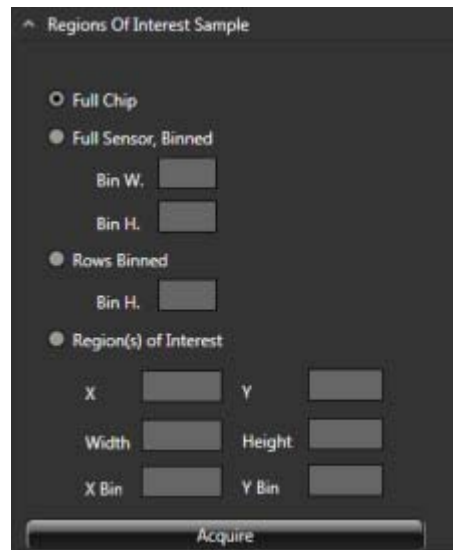 Regions Of Interest Sample
Full Chip
Full Sensor, Binned
Bin W.
Bin H.
Rows Binned
Bin H.
Region(s) of Interest
X Y
Width Height
X Bin Y Bin
Acquire